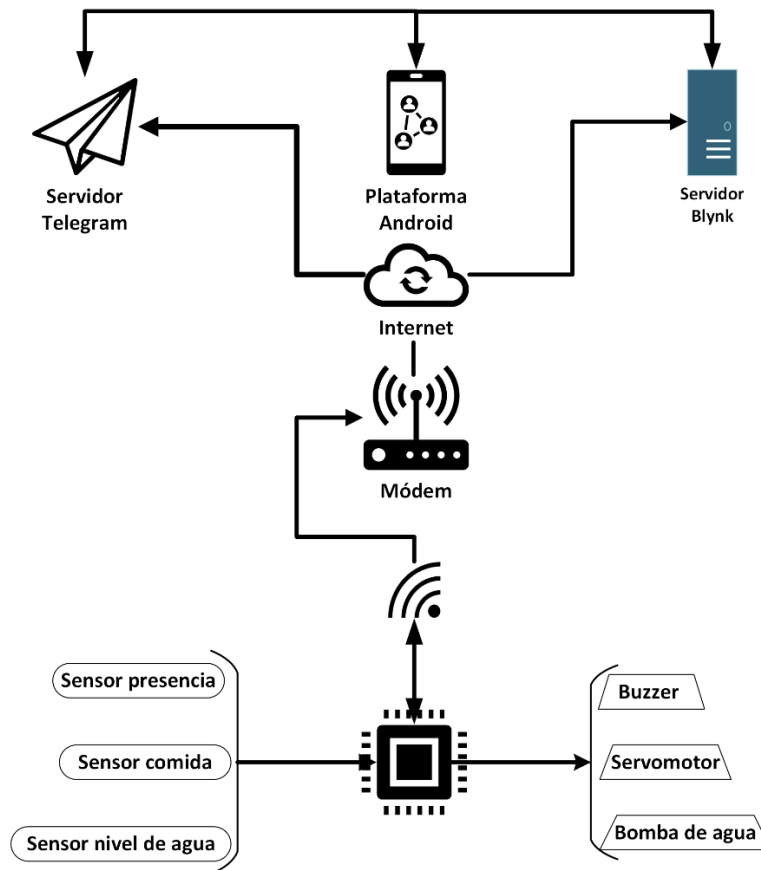 Servidor
Telegram
Plataforma
Android
Servidor
Blynk
Internet
Módem
Sensor presencia
Sensor comida
Sensor nivel de agua
Buzzer
Servomotor
Bomba de agua